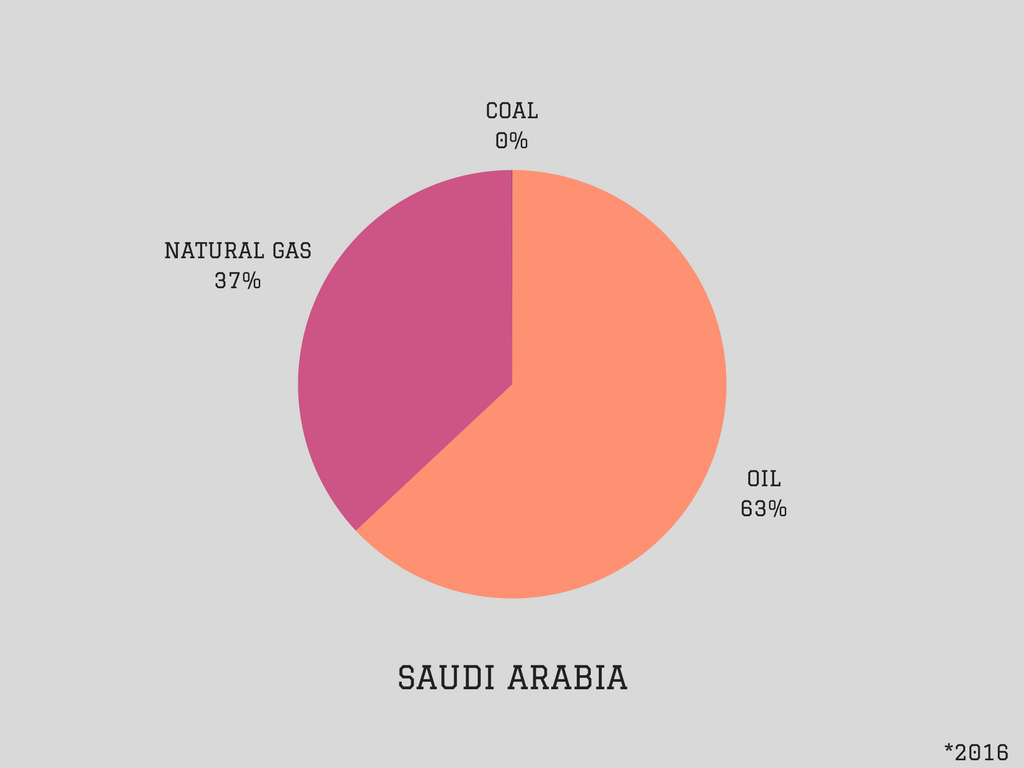 COAL
0%
NATURAL GAS
37%
OIL
63%
SAUDI ARABIA
*2016